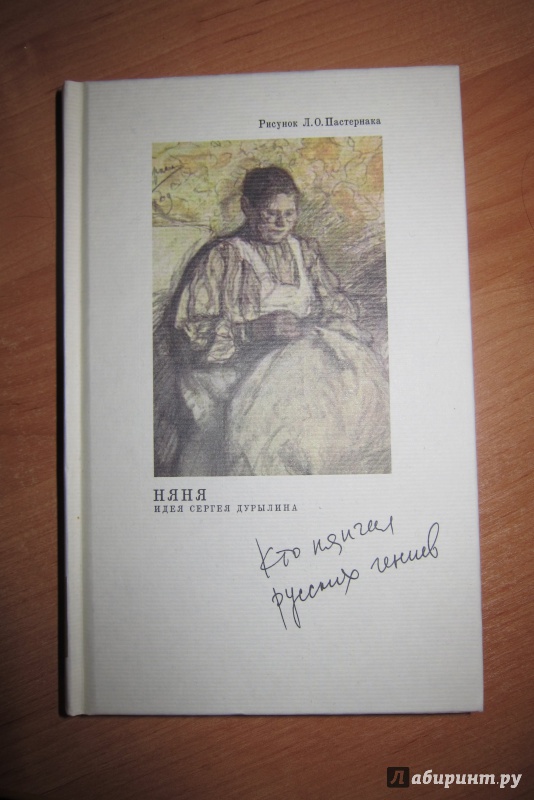 Рисунок Л.О.Пастернака
НЯНЯ
ИДЕЯ СЕРГЕЯ ДУРЫЛИНА
Кто нянчил
русских гениев
Лабиринт.ру